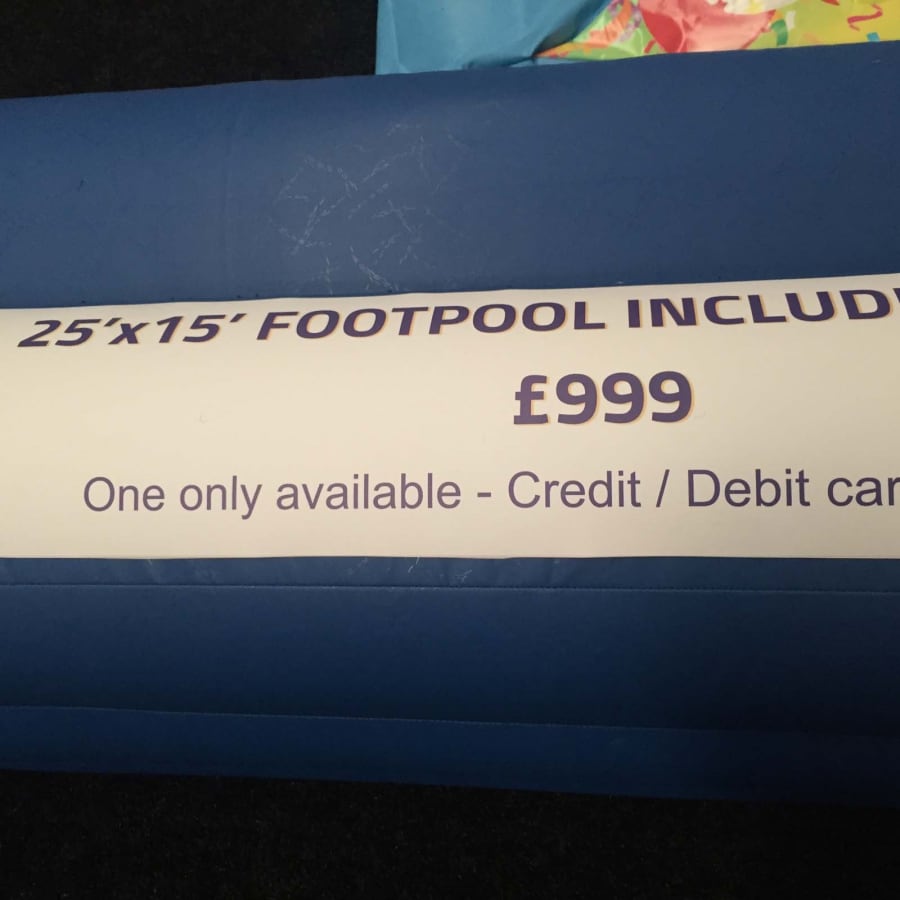 25'x15' FOOTPOOL INCLUD
£999
One only available - Credit / Debit car